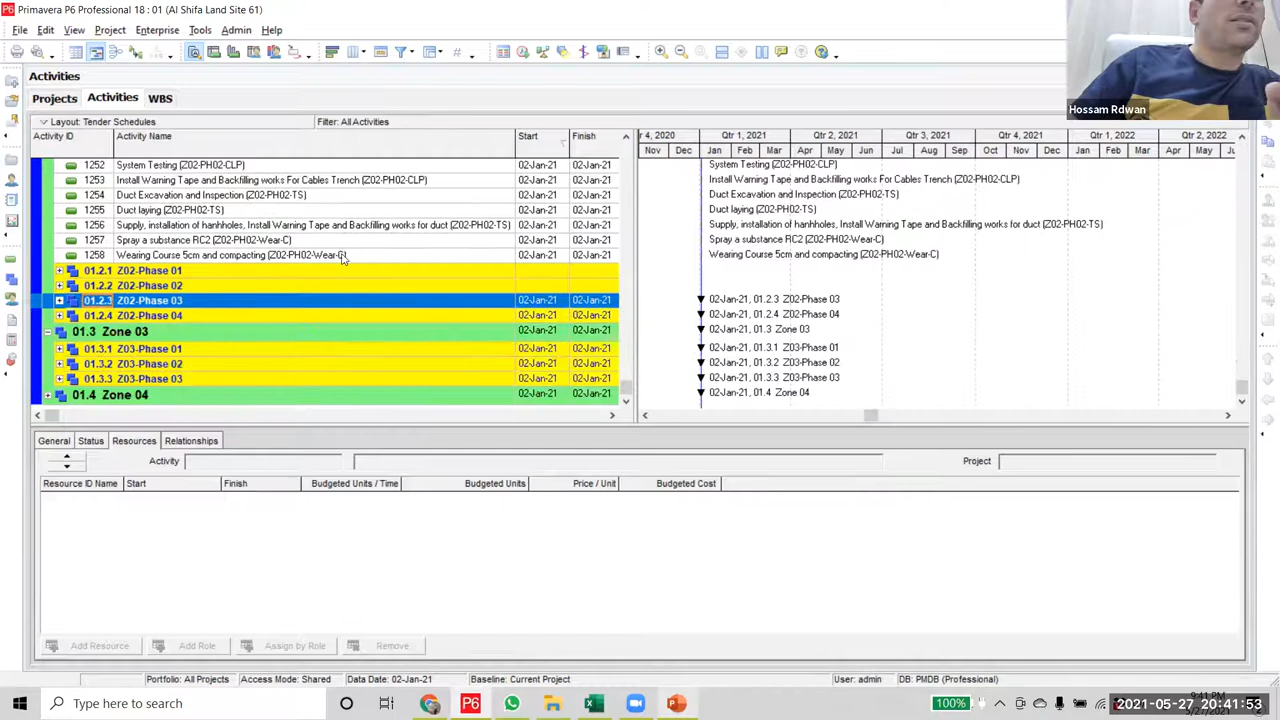 Primavera P6 Professional 18 : 01 (Al Shifa Land Site 61)
File Edit View Project Enterprise Tools Admin Help
Activities
Projects Activities WBS
Layout: Tender Schedules Filter: All Activities
Activity ID Activity Name Start Finish
r 4, 2020 Qtr 1, 2021 Qtr 2, 2021 Qtr 3, 2021 Qtr 4, 2021 Qtr 1, 2022 Qtr 2, 2022
Nov Dec Jan Feb Mar Apr May Jun Jul Aug Sep Oct Nov Dec Jan Feb Mar Apr May
1252 System Testing (Z02-PH02-CLP) 02-Jan-21 02-Jan-21 System Testing (Z02-PH02-CLP)
1253 Install Warning Tape and Backfilling works For Cables Trench (Z02-PH02-CLP) 02-Jan-21 02-Jan-21 Install Warning Tape and Backfilling works For Cables Trench (Z02-PH02-CLP)
1254 Duct Excavation and Inspection (Z02-PH02-TS) 02-Jan-21 02-Jan-21 Duct Excavation and Inspection (Z02-PH02-TS)
1255 Duct laying (Z02-PH02-TS) 02-Jan-21 02-Jan-21 Duct laying (Z02-PH02-TS)
1256 Supply, installation of hanhholes, Install Warning Tape and Backfilling works for duct (Z02-PH02-TS) 02-Jan-21 02-Jan-21 Supply, installation of hanhholes, Install Warning Tape and Backfilling works for duct (Z02-PH02-TS)
1257 Spray a substance RC2 (Z02-PH02-Wear-C) 02-Jan-21 02-Jan-21 Spray a substance RC2 (Z02-PH02-Wear-C)
1258 Wearing Course 5cm and compacting (Z02-PH02-Wear-C) 02-Jan-21 02-Jan-21 Wearing Course 5cm and compacting (Z02-PH02-Wear-C)
01.2.1 Z02-Phase 01 02-Jan-21 02-Jan-21
01.2.2 Z02-Phase 02 02-Jan-21 02-Jan-21
01.2.3 Z02-Phase 03 02-Jan-21 02-Jan-21 02-Jan-21, 01.2.3 Z02-Phase 03
01.2.4 Z02-Phase 04 02-Jan-21 02-Jan-21 02-Jan-21, 01.2.4 Z02-Phase 04
01.3 Zone 03 02-Jan-21 02-Jan-21 02-Jan-21, 01.3 Zone 03
01.3.1 Z03-Phase 01 02-Jan-21 02-Jan-21 02-Jan-21, 01.3.1 Z03-Phase 01
01.3.2 Z03-Phase 02 02-Jan-21 02-Jan-21 02-Jan-21, 01.3.2 Z03-Phase 02
01.3.3 Z03-Phase 03 02-Jan-21 02-Jan-21 02-Jan-21, 01.3.3 Z03-Phase 03
01.4 Zone 04 02-Jan-21 02-Jan-21 02-Jan-21, 01.4 Zone 04
General Status Resources Relationships
Activity Project
Resource ID Name Start Finish Budgeted Units / Time Budgeted Units Price / Unit Budgeted Cost
Add Resource Add Role Assign by Role Remove
Portfolio: All Projects Access Mode: Shared Data Date: 02-Jan-21 Baseline: Current Project User: admin DB: PMDB (Professional)
Type here to search
100%
9:41 PM
2021-05-27 20:41:53
Hossam Rdwan